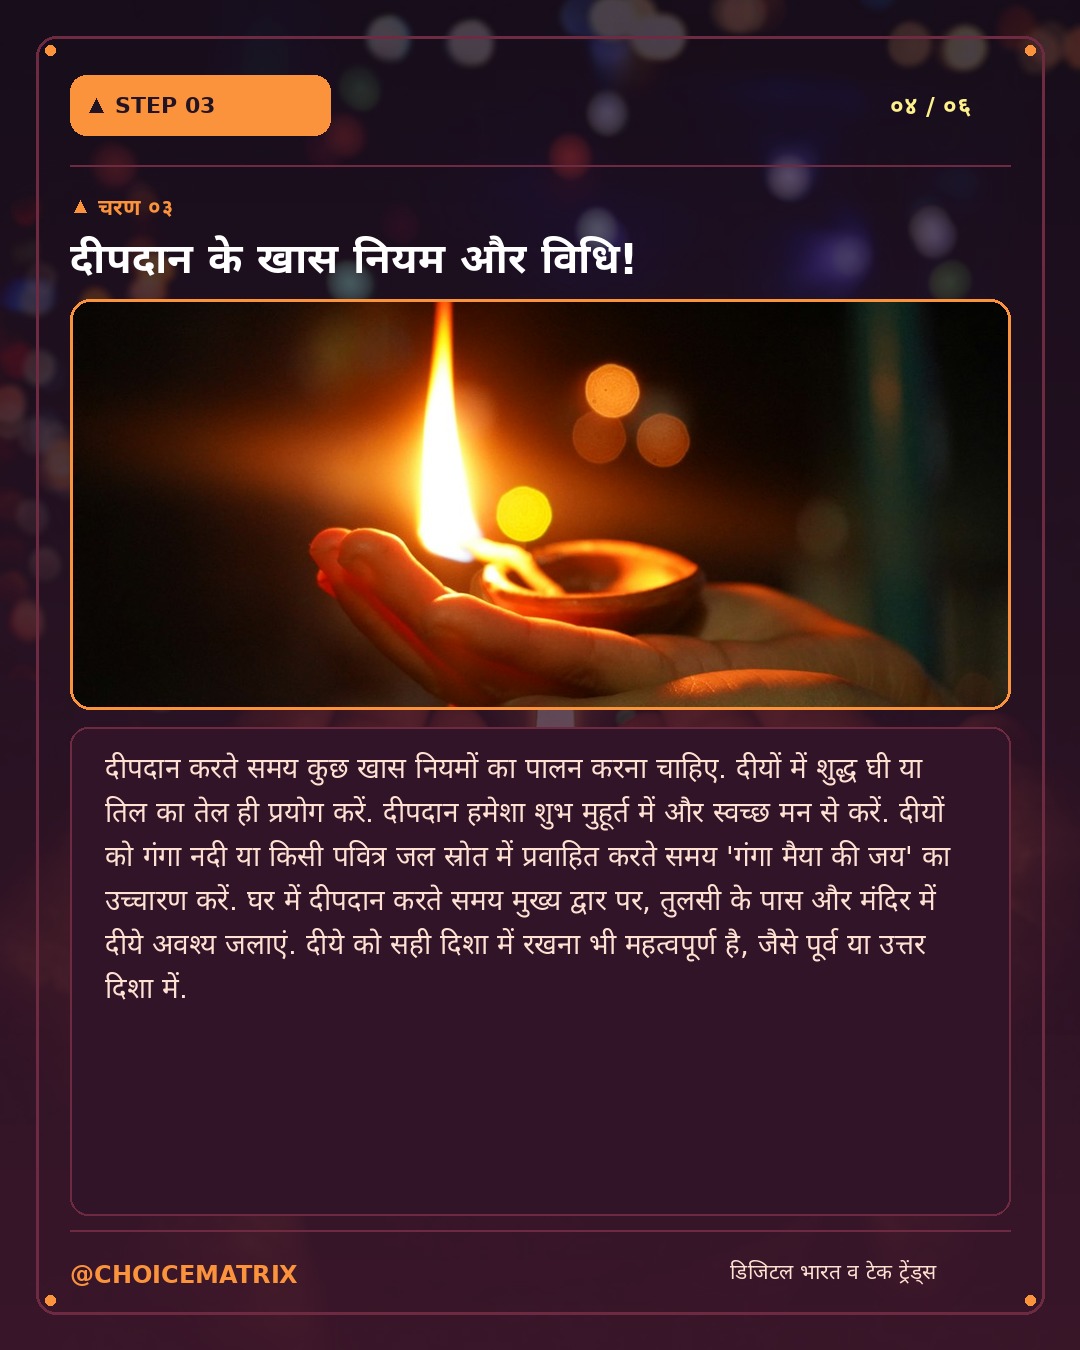 ▲ STEP 03
०४ / ०६
▲ चरण ०३
दीपदान के खास नियम और विधि!
दीपदान करते समय कुछ खास नियमों का पालन करना चाहिए. दीयों में शुद्ध घी या
तिल का तेल ही प्रयोग करें. दीपदान हमेशा शुभ मुहूर्त में और स्वच्छ मन से करें. दीयों
को गंगा नदी या किसी पवित्र जल स्रोत में प्रवाहित करते समय 'गंगा मैया की जय' का
उच्चारण करें. घर में दीपदान करते समय मुख्य द्वार पर, तुलसी के पास और मंदिर में
दीये अवश्य जलाएं. दीये को सही दिशा में रखना भी महत्वपूर्ण है, जैसे पूर्व या उत्तर
दिशा में.
@CHOICEMATRIX
डिजिटल भारत व टेक ट्रेंड्स